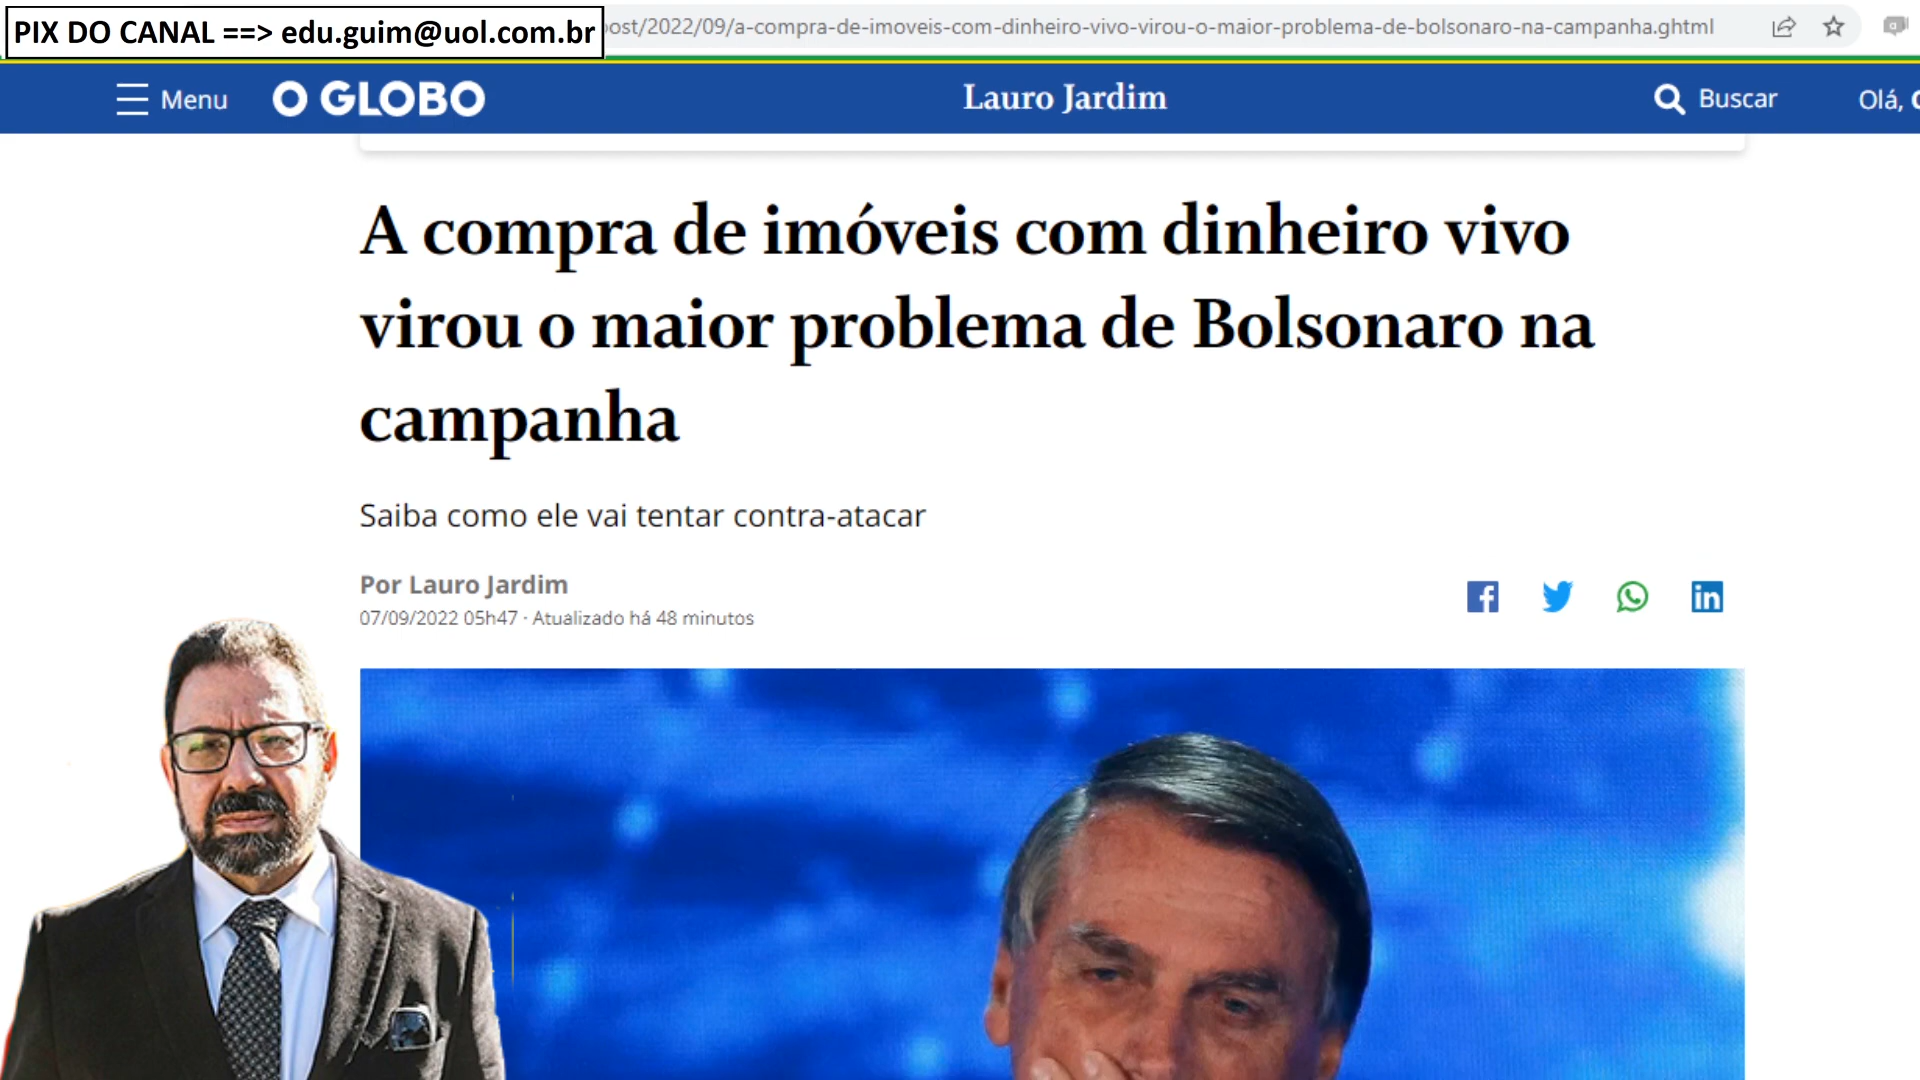 PIX DO CANAL ==> edu.guim@uol.com.br
ost/2022/09/a-compra-de-imoveis-com-dinheiro-vivo-virou-o-maior-problema-de-bolsonaro-na-campanha.ghtml
Menu
O GLOBO
Lauro Jardim
Buscar
Olá,
A compra de imóveis com dinheiro vivo
virou o maior problema de Bolsonaro na
campanha
Saiba como ele vai tentar contra-atacar
Por Lauro Jardim
07/09/2022 05h47 · Atualizado há 48 minutos